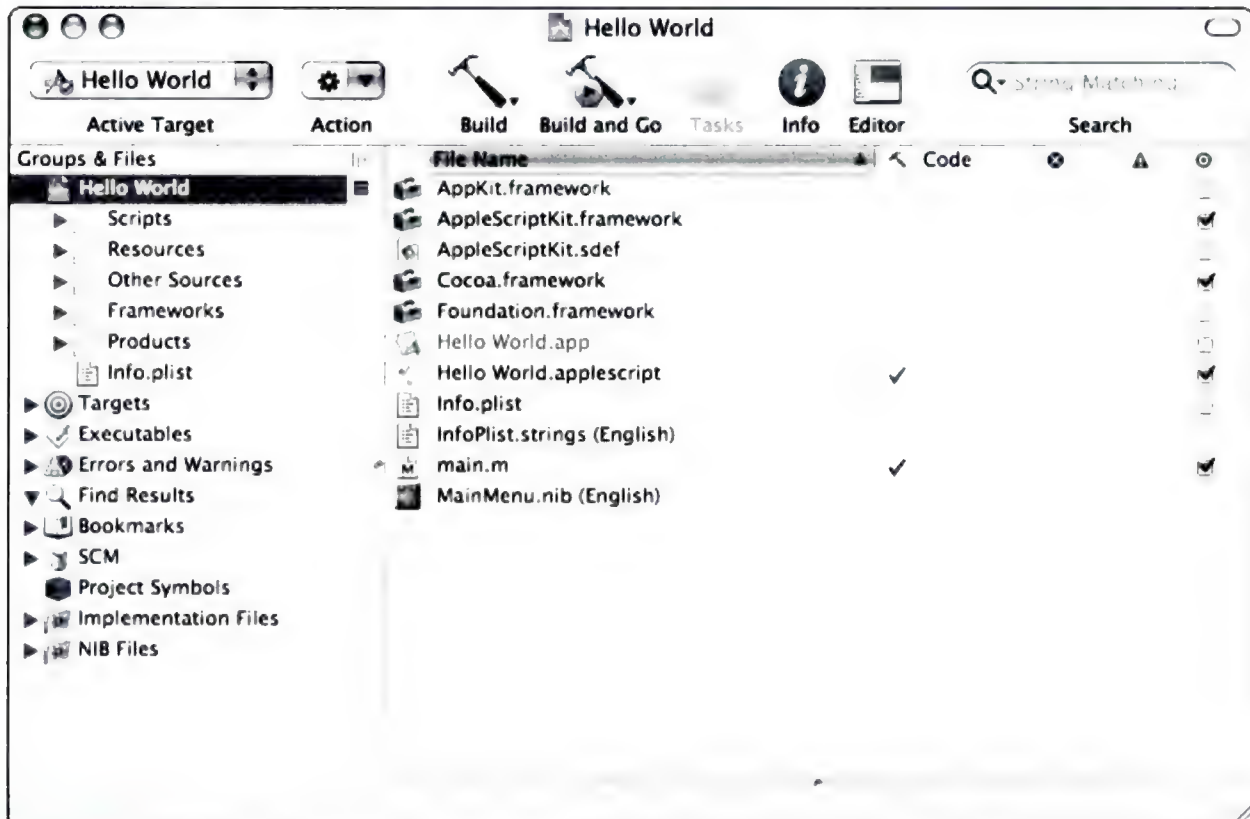 Hello World
Hello World
Active Target
Action
Build
Build and Go
Tasks
Info
Editor
String Matching
Search
Groups & Files
Hello World
Scripts
Resources
Other Sources
Frameworks
Products
Info.plist
Targets
Executables
Errors and Warnings
Find Results
Bookmarks
SCM
Project Symbols
Implementation Files
NIB Files
File Name
Code
AppKit.framework
AppleScriptKit.framework
AppleScriptKit.sdef
Cocoa.framework
Foundation.framework
Hello World.app
Hello World.applescript
Info.plist
InfoPlist.strings (English)
main.m
MainMenu.nib (English)